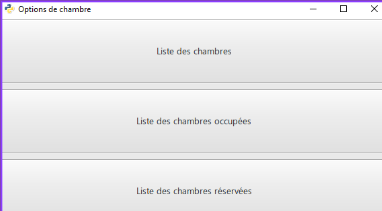 Options de chambre
Liste des chambres
Liste des chambres occupées
Liste des chambres réservées